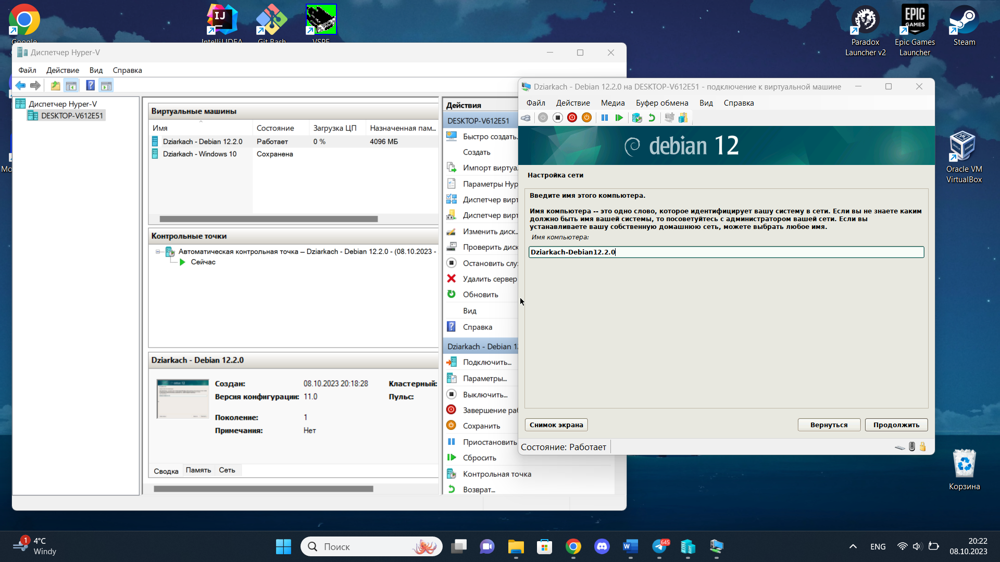 Google
IntelliJ IDEA
Git Bash
VSPE
Paradox
Launcher v2
EPIC
GAMES
Epic Games
Launcher
Steam
Диспетчер Hyper-V
Файл
Действие
Вид
Справка
Диспетчер Hyper-V
DESKTOP-V612E51
Виртуальные машины
Имя
Состояние
Загрузка ЦП
Назначенная пам...
Dziarkach - Debian 12.2.0
Работает
0 %
4096 МБ
Dziarkach - Windows 10
Сохранена
Контрольные точки
Автоматическая контрольная точка – Dziarkach - Debian 12.2.0 - (08.10.2023 -
Сейчас
Dziarkach - Debian 12.2.0
Создан:
08.10.2023 20:18:28
Кластерный:
Версия конфигурации:
11.0
Пульс:
Поколение:
1
Примечания:
Нет
Сводка
Память
Сеть
Действия
DESKTOP-V612E51
Быстро создать.
Создать
Импорт виртуа
Параметры Hyp
Диспетчер вирт
Диспетчер вирт
Изменить диск..
Проверить диск
Остановить слу
Удалить сервер
Обновить
Вид
Справка
Dziarkach - Debian 1
Подключить...
Параметры...
Выключить...
Завершение ра
Сохранить
Приостановить
Сбросить
Контрольная точка
Возврат...
Dziarkach - Debian 12.2.0 на DESKTOP-V612E51 - подключение к виртуальной машине
Файл
Действие
Медиа
Буфер обмена
Вид
Справка
debian 12
Настройка сети
Введите имя этого компьютера.
Имя компьютера -- это одно слово, которое идентифицирует вашу систему в сети. Если вы не знаете каким
должно быть имя вашей системы, то посоветуйтесь с администратором вашей сети. Если вы
устанавливаете вашу собственную домашнюю сеть, можете выбрать любое имя.
Имя компьютера:
Dziarkach-Debian12.2.0
Снимок экрана
Вернуться
Продолжить
Состояние: Работает
Oracle VM
VirtualBox
Корзина
1
4°C
Windy
Поиск
645
ENG
20:22
08.10.2023